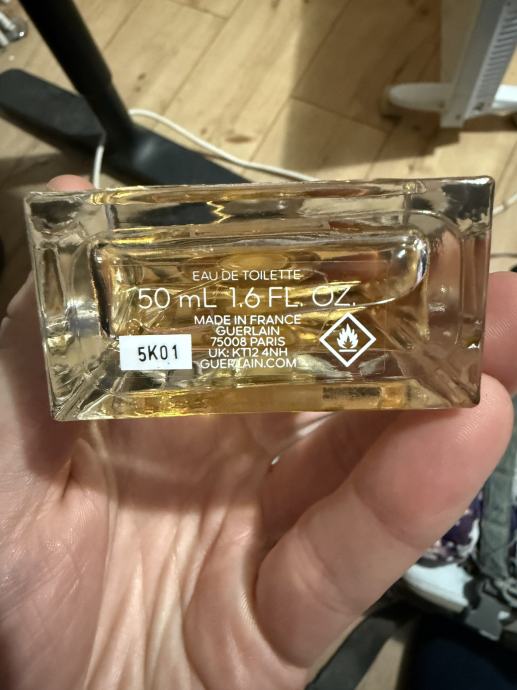 EAU DE TOILETTE
50 mL 1.6 FL. OZ.
MADE IN FRANCE
GUERLAIN
75008 PARIS
UK: KT12 4NH
GUERLAIN.COM
5K01